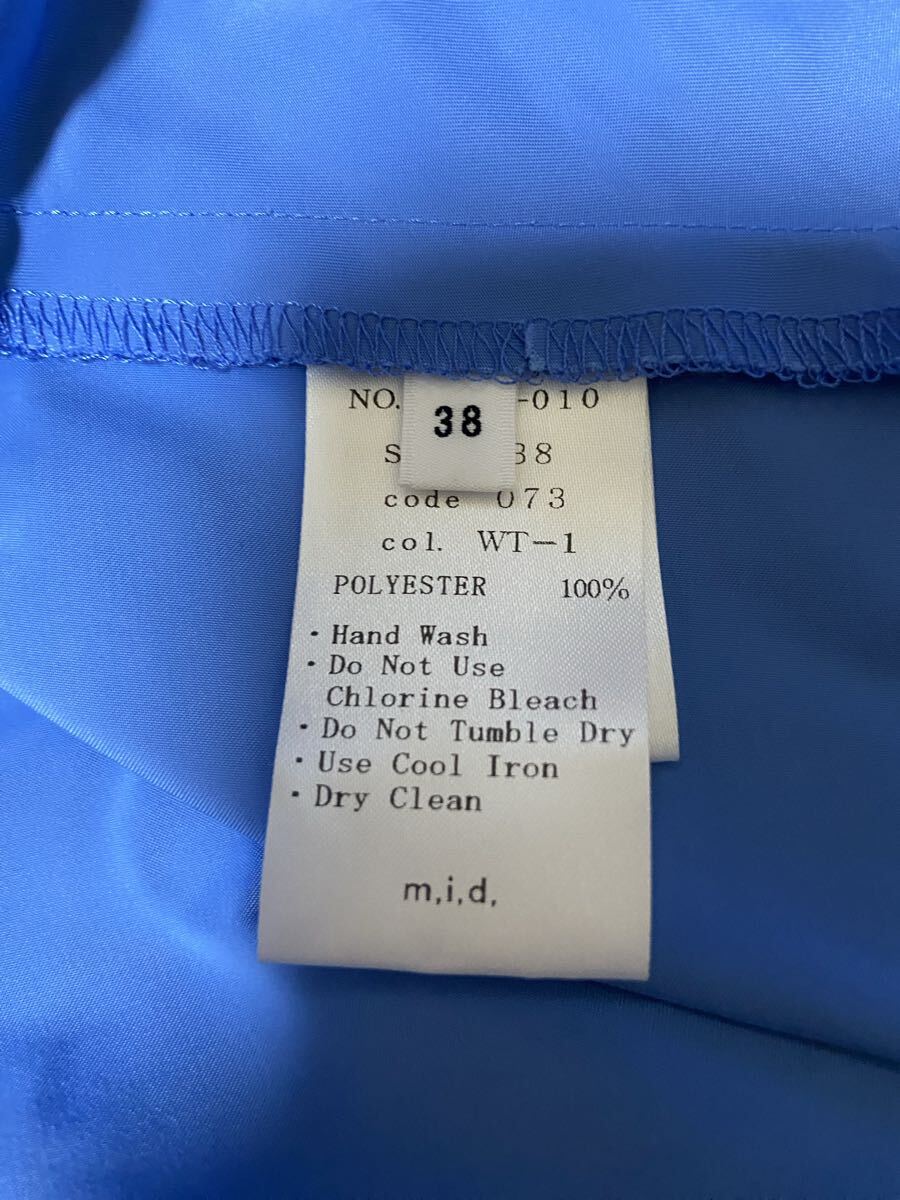 NO. -010
38
S 38
code 073
col. WT-1
POLYESTER 100%
・Hand Wash
・Do Not Use
Chlorine Bleach
・Do Not Tumble Dry
・Use Cool Iron
・Dry Clean
m,i,d,